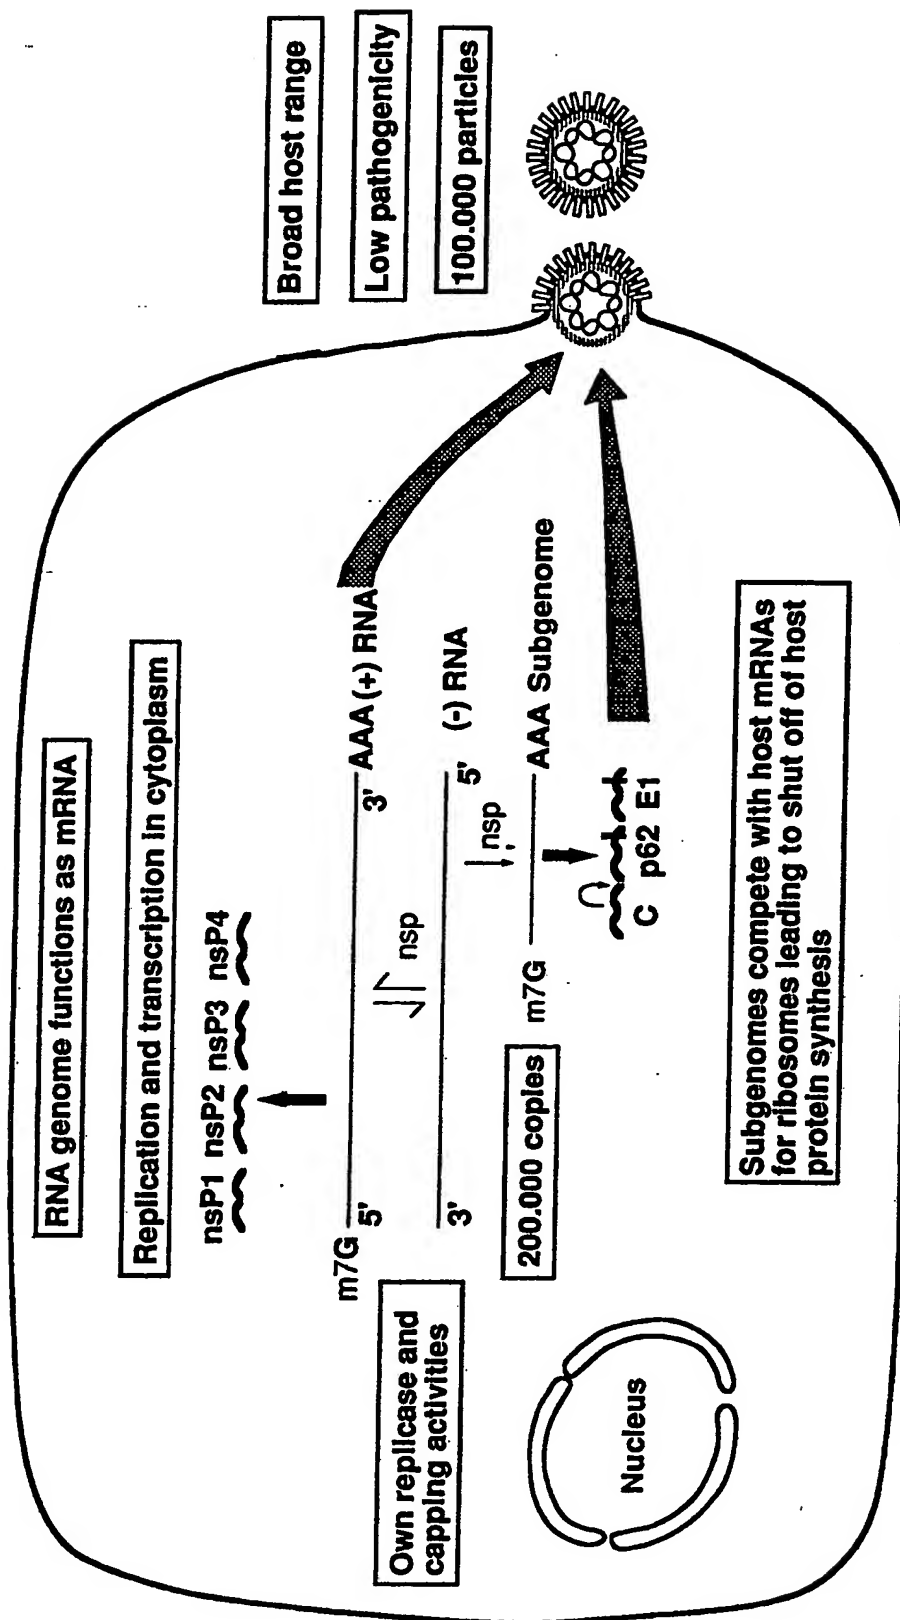 RNA genome functions as mRNA
Replication and transcription in cytoplasm
Broad host range
Low pathogenicity
100.000 particles
nsP1 nsP2 nsP3 nsP4
m7G
5'
3'
AAA (+) RNA
Own replicase and
capping activities
nsp
3'
5'
(-) RNA
nsp
200.000 copies
m7G
AAA Subgenome
C p62 E1
Nucleus
Subgenomes compete with host mRNAs
for ribosomes leading to shut off of host
protein synthesis